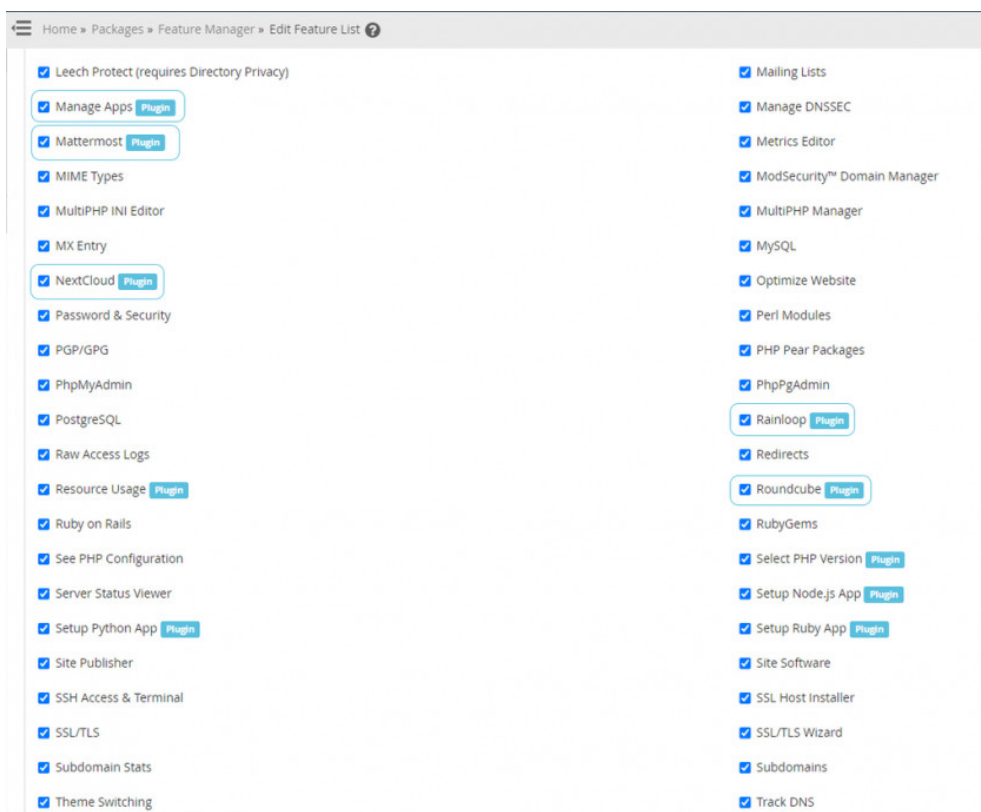 Home » Packages » Feature Manager » Edit Feature List ?
Leech Protect (requires Directory Privacy)
Mailing Lists
Manage Apps Plugin
Manage DNSSEC
Mattermost Plugin
Metrics Editor
MIME Types
ModSecurity™ Domain Manager
MultiPHP INI Editor
MultiPHP Manager
MX Entry
MySQL
NextCloud Plugin
Optimize Website
Password & Security
Perl Modules
PGP/GPG
PHP Pear Packages
PhpMyAdmin
PhpPgAdmin
PostgreSQL
Rainloop Plugin
Raw Access Logs
Redirects
Resource Usage Plugin
Roundcube Plugin
Ruby on Rails
RubyGems
See PHP Configuration
Select PHP Version Plugin
Server Status Viewer
Setup Node.js App Plugin
Setup Python App Plugin
Setup Ruby App Plugin
Site Publisher
Site Software
SSH Access & Terminal
SSL Host Installer
SSL/TLS
SSL/TLS Wizard
Subdomain Stats
Subdomains
Theme Switching
Track DNS